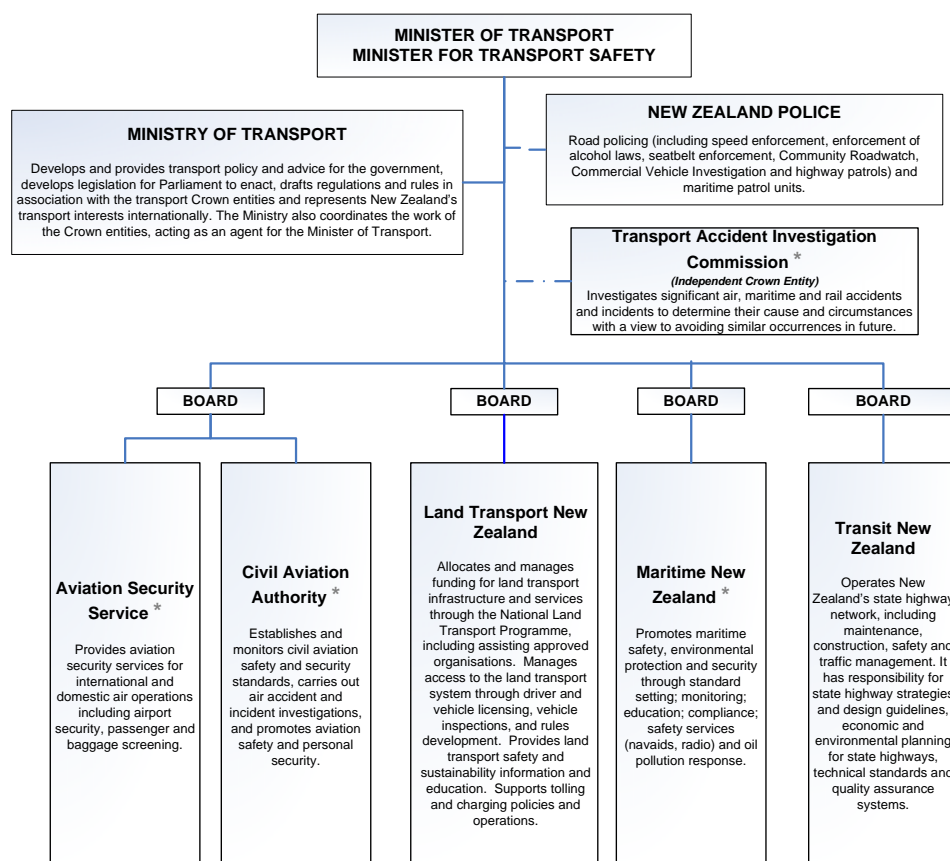 MINISTER OF TRANSPORT
MINISTER FOR TRANSPORT SAFETY
MINISTRY OF TRANSPORT
Develops and provides transport policy and advice for the government,
develops legislation for Parliament to enact, drafts regulations and rules in
association with the transport Crown entities and represents New Zealand's
transport interests internationally. The Ministry also coordinates the work of
the Crown entities, acting as an agent for the Minister of Transport.
NEW ZEALAND POLICE
Road policing (including speed enforcement, enforcement of
alcohol laws, seatbelt enforcement, Community Roadwatch,
Commercial Vehicle Investigation and highway patrols) and
maritime patrol units.
Transport Accident Investigation
Commission *
(Independent Crown Entity)
Investigates significant air, maritime and rail accidents
and incidents to determine their cause and circumstances
with a view to avoiding similar occurrences in future.
BOARD
BOARD
BOARD
BOARD
Aviation Security
Service *
Provides aviation
security services for
international and
domestic air operations
including airport
security, passenger and
baggage screening.
Civil Aviation
Authority *
Establishes and
monitors civil aviation
safety and security
standards, carries out
air accident and
incident investigations,
and promotes aviation
safety and personal
security.
Land Transport New
Zealand
Allocates and manages
funding for land transport
infrastructure and services
through the National Land
Transport Programme,
including assisting approved
organisations. Manages
access to the land transport
system through driver and
vehicle licensing, vehicle
inspections, and rules
development. Provides land
transport safety and
sustainability information and
education. Supports tolling
and charging policies and
operations.
Maritime New
Zealand *
Promotes maritime
safety, environmental
protection and security
through standard
setting; monitoring;
education; compliance;
safety services
(navaids, radio) and oil
pollution response.
Transit New
Zealand
Operates New
Zealand's state highway
network, including
maintenance,
construction, safety and
traffic management. It
has responsibility for
state highway strategies
and design guidelines,
economic and
environmental planning
for state highways,
technical standards and
quality assurance
systems.